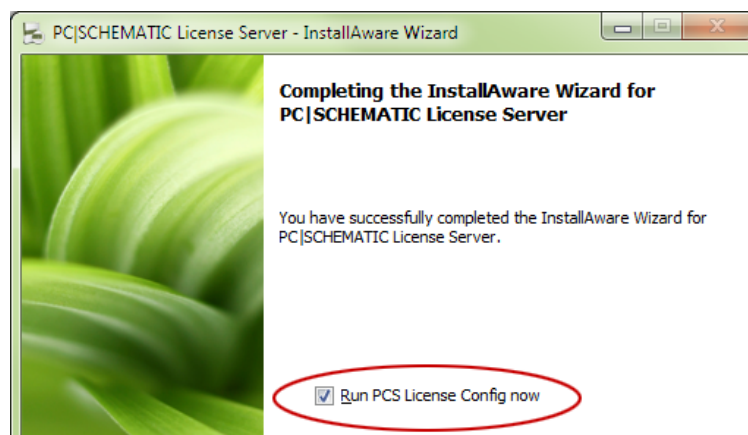 PC|SCHEMATIC License Server - InstallAware Wizard
Completing the InstallAware Wizard for
PC|SCHEMATIC License Server
You have successfully completed the InstallAware Wizard for
PC|SCHEMATIC License Server.
Run PCS License Config now